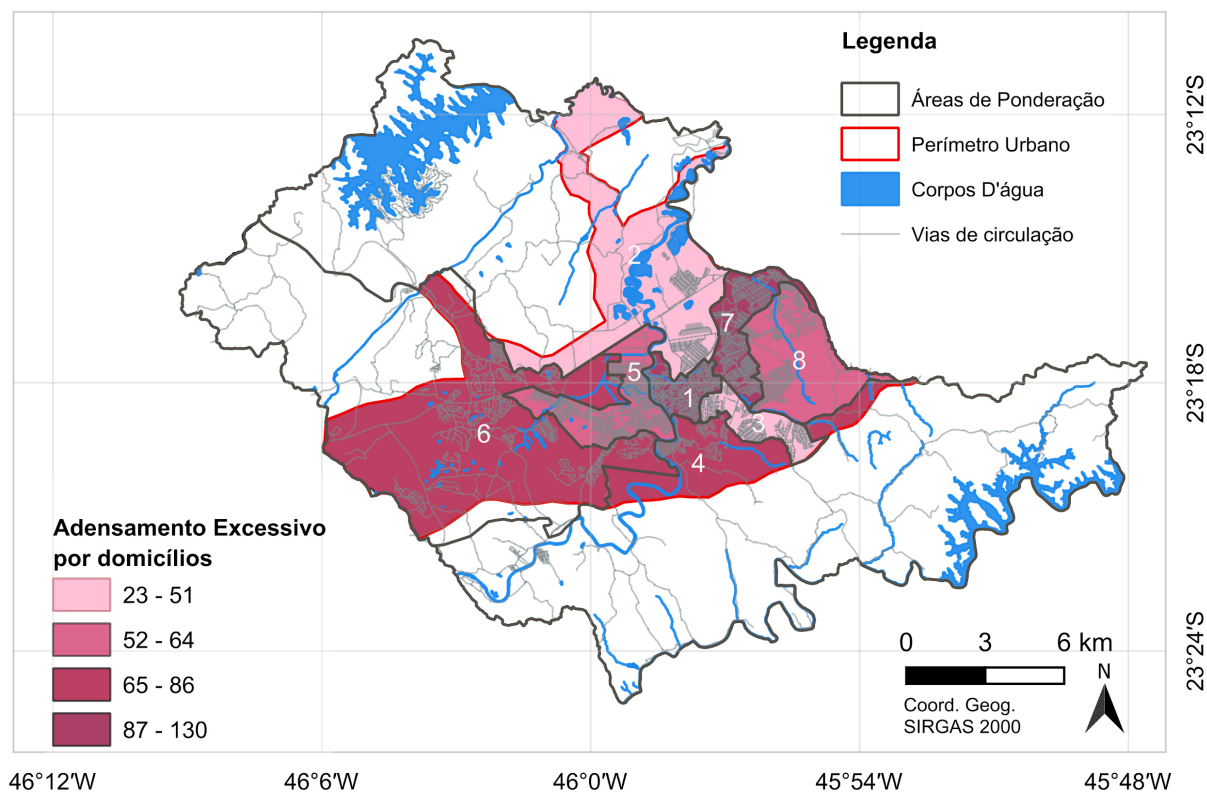 Legenda
Áreas de Ponderação
Perímetro Urbano
Corpos D'água
Vias de circulação
23°12'S
23°18'S
23°24'S
2
7
8
5
1
3
6
4
Adensamento Excessivo
por domicílios
23 - 51
52 - 64
65 - 86
87 - 130
0 3 6 km
N
Coord. Geog.
SIRGAS 2000
46°12'W 46°6'W 46°0'W 45°54'W 45°48'W